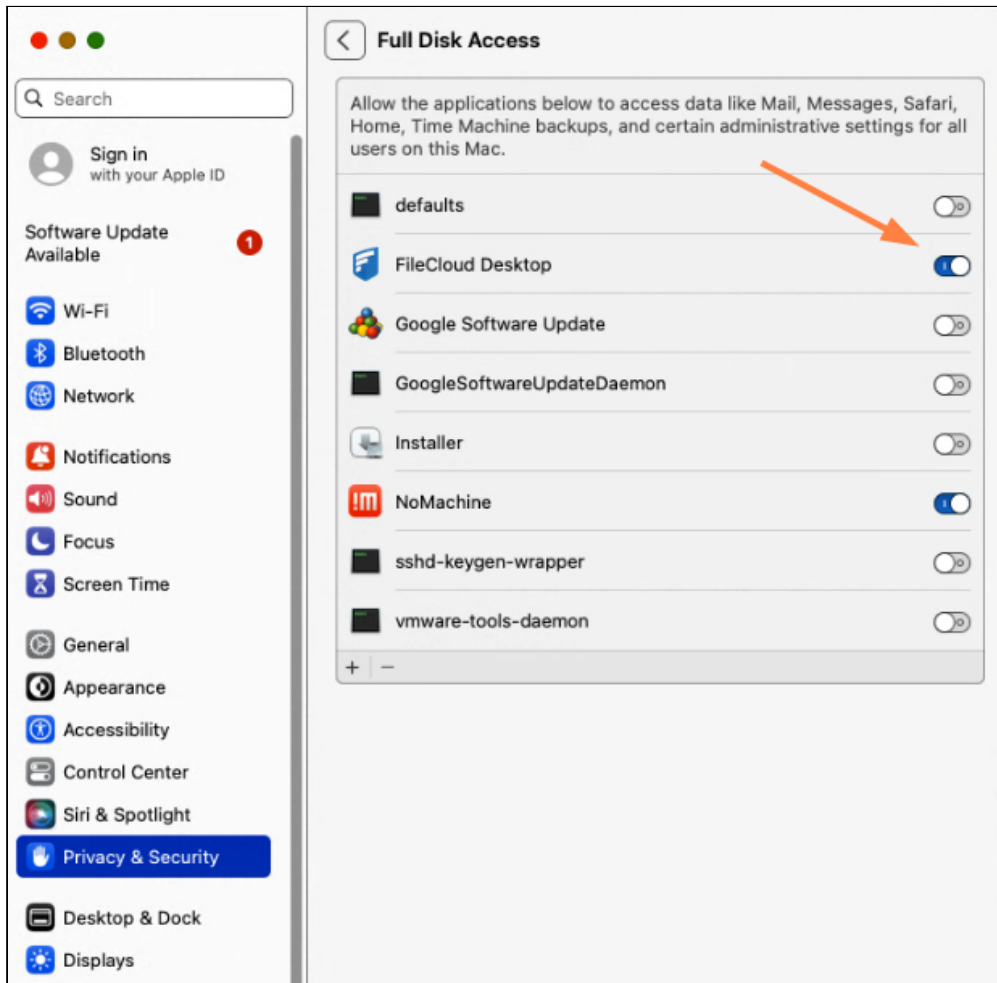 Search
Sign in
with your Apple ID
Software Update
Available
1
Wi-Fi
Bluetooth
Network
Notifications
Sound
Focus
Screen Time
General
Appearance
Accessibility
Control Center
Siri & Spotlight
Privacy & Security
Desktop & Dock
Displays
Full Disk Access
Allow the applications below to access data like Mail, Messages, Safari,
Home, Time Machine backups, and certain administrative settings for all
users on this Mac.
defaults
FileCloud Desktop
Google Software Update
GoogleSoftwareUpdateDaemon
Installer
!M NoMachine
sshd-keygen-wrapper
vmware-tools-daemon
+ −